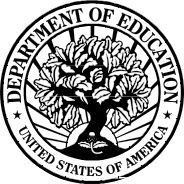 DEPARTMENT OF EDUCATION
★ UNITED STATES OF AMERICA ★